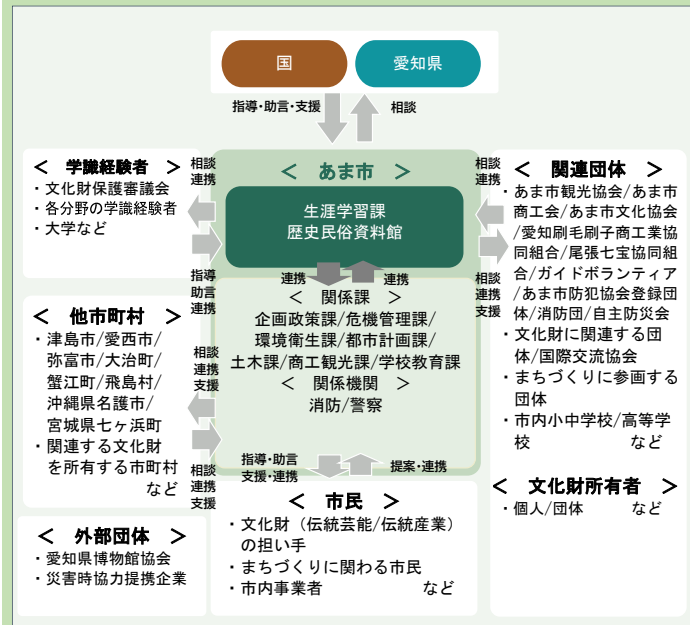 国
愛知県
指導・助言・支援
相談
< 学識経験者 >
・文化財保護審議会
・各分野の学識経験者
・大学など
相談
連携
指導
助言
連携
< 他市町村 >
・津島市/愛西市/
弥富市/大治町/
蟹江町/飛島村/
沖縄県名護市/
宮城県七ヶ浜町
・関連する文化財
を所有する市町村
など
相談
連携
支援
相談
連携
支援
< 外部団体 >
・愛知県博物館協会
・災害時協力提携企業
< あま市 >
生涯学習課
歴史民俗資料館
連携
連携
< 関係課 >
企画政策課/危機管理課/
環境衛生課/都市計画課/
土木課/商工観光課/学校教育課
< 関係機関 >
消防/警察
指導・助言
支援・連携
提案・連携
< 市民 >
・文化財（伝統芸能/伝統産業）
の担い手
・まちづくりに関わる市民
・市内事業者 など
相談
連携
相談
連携
支援
< 関連団体 >
・あま市観光協会/あま市
商工会/あま市文化協会
/愛知刷毛刷子商工業協
同組合/尾張七宝協同組
合/ガイドボランティア
/あま市防犯協会登録団
体/消防団/自主防災会
・文化財に関連する団
体/国際交流協会
・まちづくりに参画する
団体
・市内小中学校/高等学
校 など
< 文化財所有者 >
・個人/団体 など